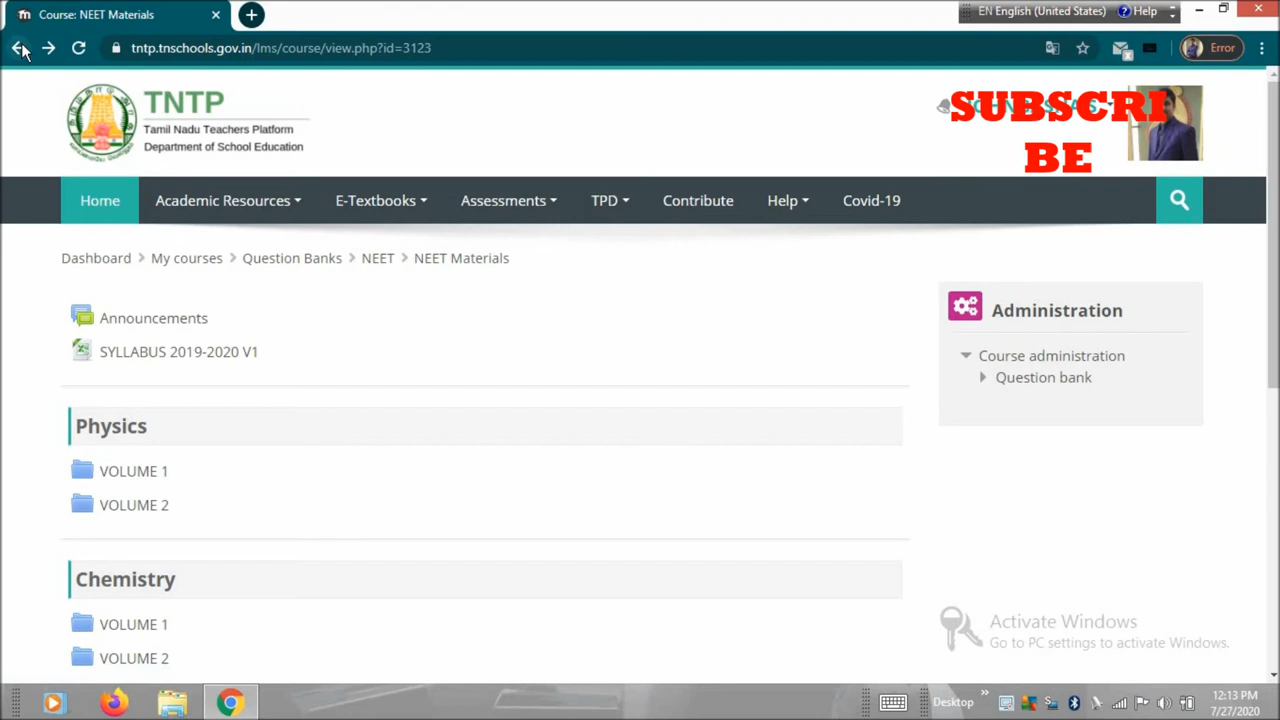 Course: NEET Materials
EN English (United States) Help
tntp.tnschools.gov.in/lms/course/view.php?id=3123
Error
TNTP
Tamil Nadu Teachers Platform
Department of School Education
SUBSCRI
BE
Home Academic Resources E-Textbooks Assessments TPD Contribute Help Covid-19
Dashboard My courses Question Banks NEET NEET Materials
Announcements
SYLLABUS 2019-2020 V1
Administration
Course administration
Question bank
Physics
VOLUME 1
VOLUME 2
Chemistry
VOLUME 1
VOLUME 2
Activate Windows
Go to PC settings to activate Windows.
Desktop
12:13 PM
7/27/2020